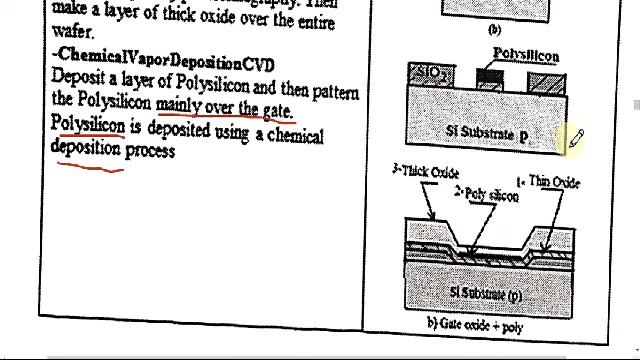 make a layer of thick oxide over the entire
wafer.
-ChemicalVaporDepositionCVD
Deposit a layer of Polysilicon and then pattern
the Polysilicon mainly over the gate.
Polysilicon is deposited using a chemical
deposition process
(b)
Polysilicon
SiO2
Si Substrate p
3-Thick Oxide
2-Poly silicon
1- Thin Oxide
Si Substrate (p)
b) Gate oxide + poly